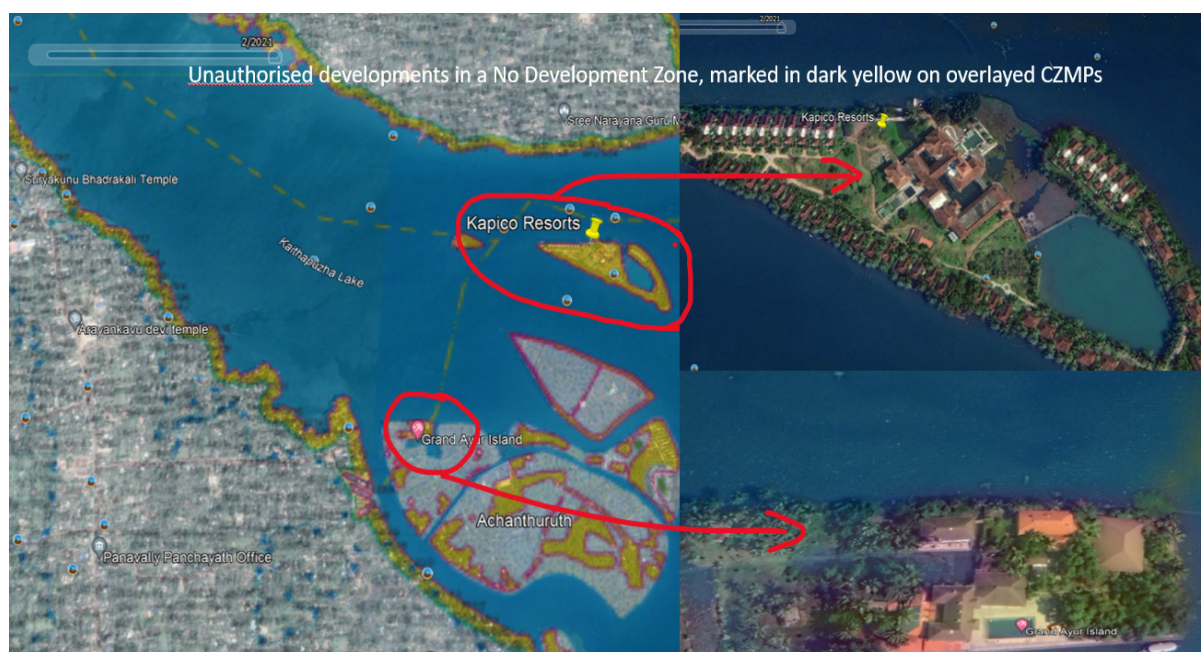 2/2021
2/2021
Unauthorised developments in a No Development Zone, marked in dark yellow on overlayed CZMPs
Sree Narayana Guru M
Kapico Resorts
Suryakunu Bhadrakali Temple
Kapico Resorts
Kaithapuzha Lake
Arayankavu devi temple
Grand Ayur Island
Achanthuruth
Panavally Panchayath Office
Grand Ayur Island